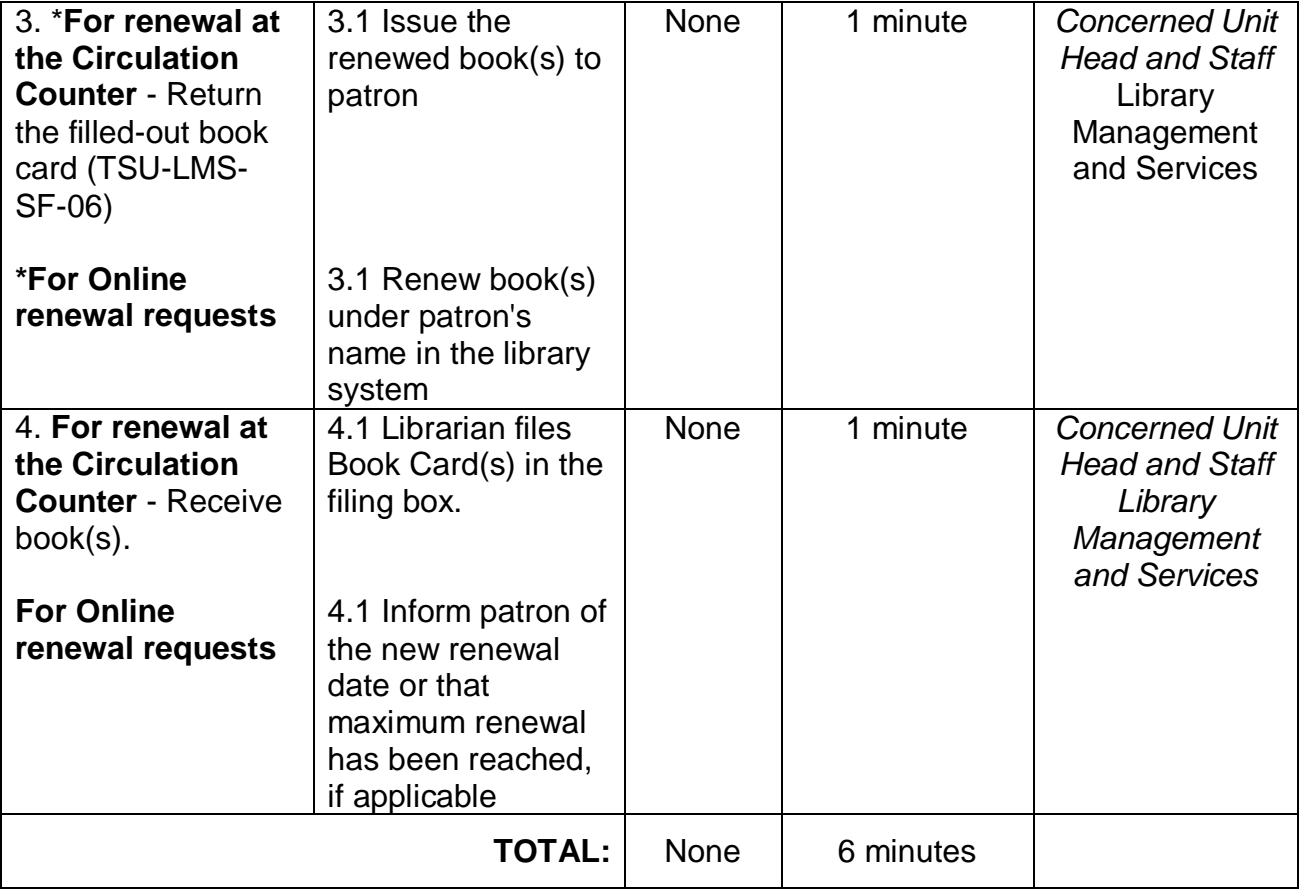 3. *For renewal at
the Circulation
Counter - Return
the filled-out book
card (TSU-LMS-
SF-06)
*For Online
renewal requests
3.1 Issue the
renewed book(s) to
patron
3.1 Renew book(s)
under patron's
name in the library
system
None
1 minute
Concerned Unit
Head and Staff
Library
Management
and Services
4. For renewal at
the Circulation
Counter - Receive
book(s).
For Online
renewal requests
4.1 Librarian files
Book Card(s) in the
filing box.
4.1 Inform patron of
the new renewal
date or that
maximum renewal
has been reached,
if applicable
None
1 minute
Concerned Unit
Head and Staff
Library
Management
and Services
TOTAL:
None
6 minutes